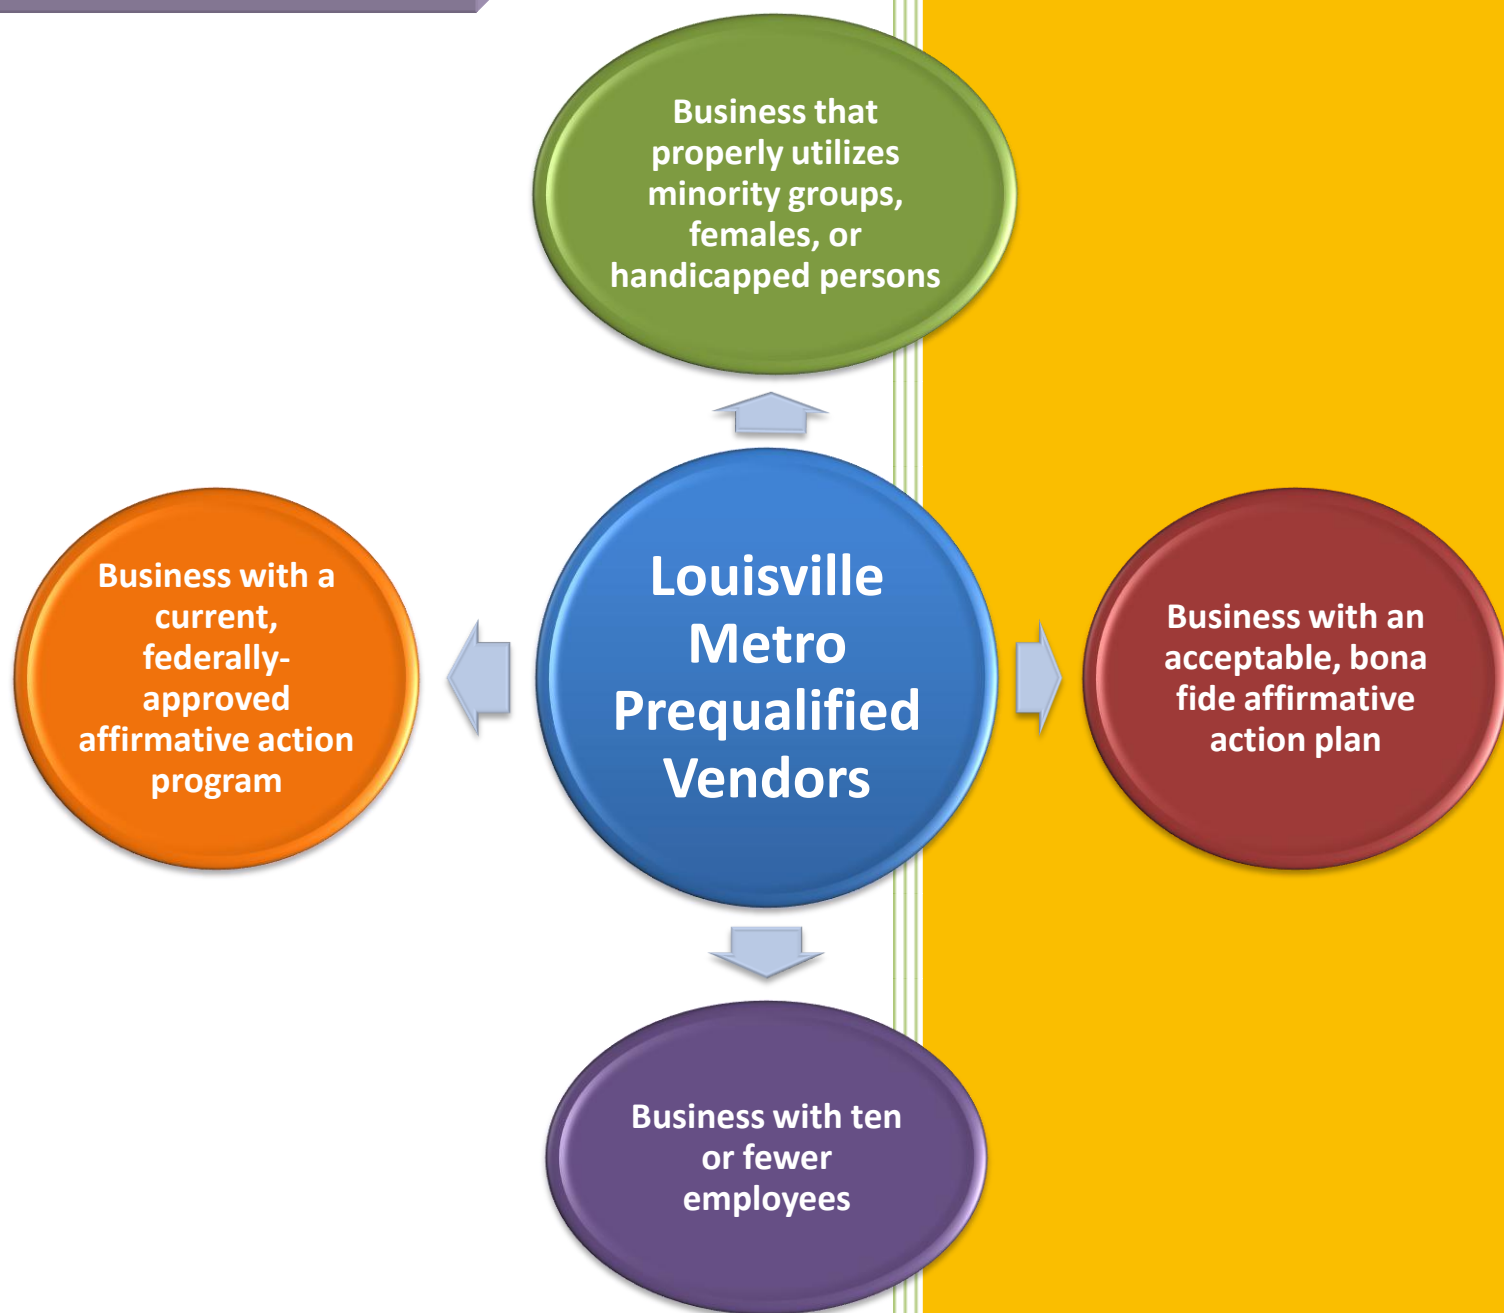 Business that
properly utilizes
minority groups,
females, or
handicapped persons
Business with a
current,
federally-
approved
affirmative action
program
Louisville
Metro
Prequalified
Vendors
Business with an
acceptable, bona
fide affirmative
action plan
Business with ten
or fewer
employees